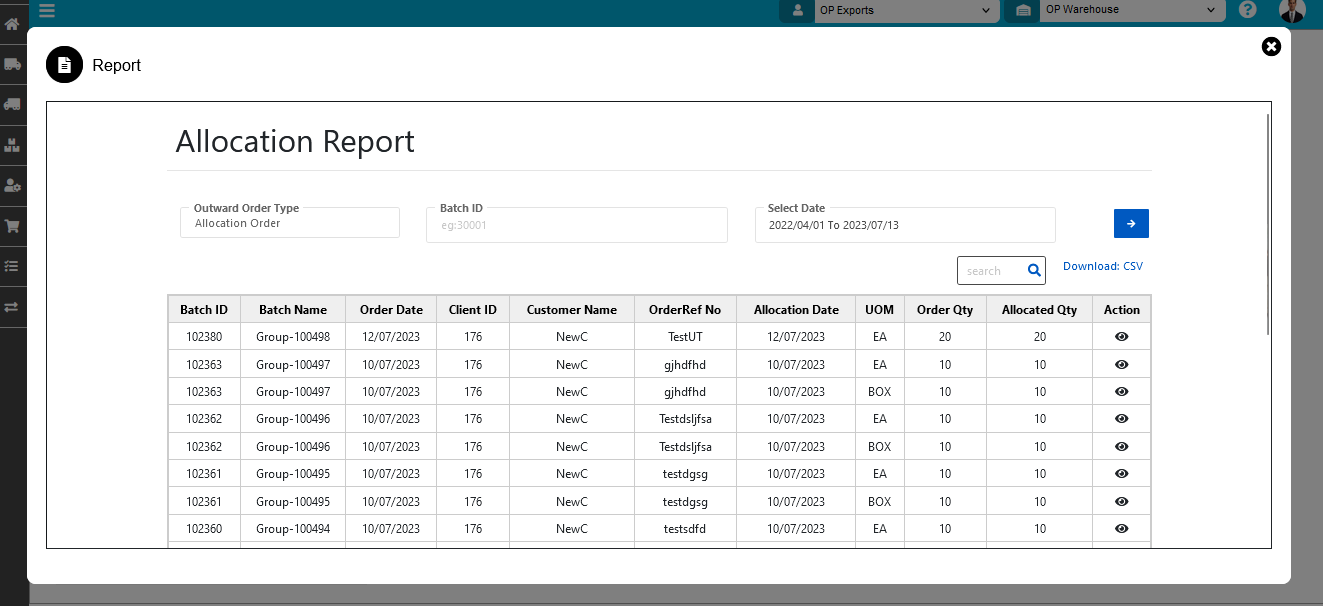 OP Exports
OP Warehouse
Report
Allocation Report
Outward Order Type
Allocation Order
Batch ID
eg:30001
Select Date
2022/04/01 To 2023/07/13
search
Download: CSV
Batch ID Batch Name Order Date Client ID Customer Name OrderRef No Allocation Date UOM Order Qty Allocated Qty Action
102380 Group-100498 12/07/2023 176 NewC TestUT 12/07/2023 EA 20 20
102363 Group-100497 10/07/2023 176 NewC gjhdfhd 10/07/2023 EA 10 10
102363 Group-100497 10/07/2023 176 NewC gjhdfhd 10/07/2023 BOX 10 10
102362 Group-100496 10/07/2023 176 NewC Testdsljfsa 10/07/2023 EA 10 10
102362 Group-100496 10/07/2023 176 NewC Testdsljfsa 10/07/2023 BOX 10 10
102361 Group-100495 10/07/2023 176 NewC testdgsg 10/07/2023 EA 10 10
102361 Group-100495 10/07/2023 176 NewC testdgsg 10/07/2023 BOX 10 10
102360 Group-100494 10/07/2023 176 NewC testsdfd 10/07/2023 EA 10 10